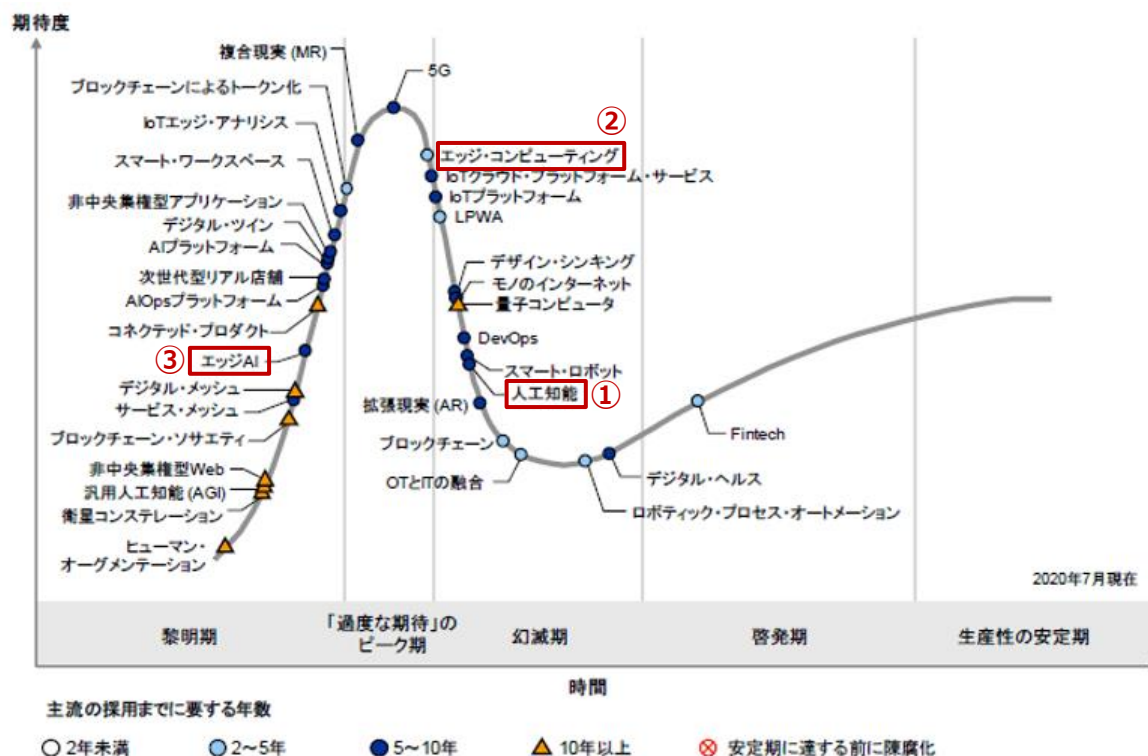 期待度
複合現実 (MR)
5G
ブロックチェーンによるトークン化
IoTエッジ・アナリシス
②
エッジ・コンピューティング
スマート・ワークスペース
IoTクラウド・プラットフォーム・サービス
IoTプラットフォーム
非中央集権型アプリケーション
LPWA
デジタル・ツイン
AIプラットフォーム
デザイン・シンキング
次世代型リアル店舗
モノのインターネット
AIOpsプラットフォーム
量子コンピュータ
コネクテッド・プロダクト
DevOps
③
エッジAI
スマート・ロボット
デジタル・メッシュ
人工知能
①
サービス・メッシュ
拡張現実 (AR)
ブロックチェーン・ソサエティ
ブロックチェーン
Fintech
非中央集権型Web
OTとITの融合
デジタル・ヘルス
汎用人工知能 (AGI)
衛星コンステレーション
ロボティック・プロセス・オートメーション
ヒューマン・
オーグメンテーション
2020年7月現在
黎明期
「過度な期待」の
ピーク期
幻滅期
啓発期
生産性の安定期
時間
主流の採用までに要する年数
2年未満
2～5年
5～10年
10年以上
安定期に達する前に陳腐化